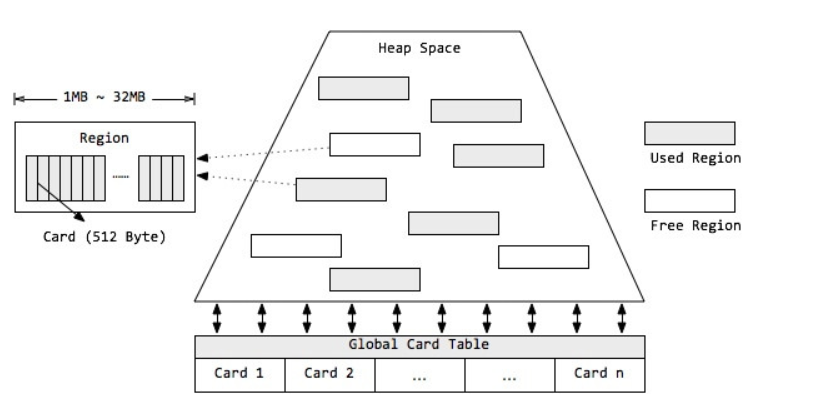 Heap Space
1MB ~ 32MB
Region
......
Card (512 Byte)
Used Region
Free Region
Global Card Table
Card 1
Card 2
...
...
Card n